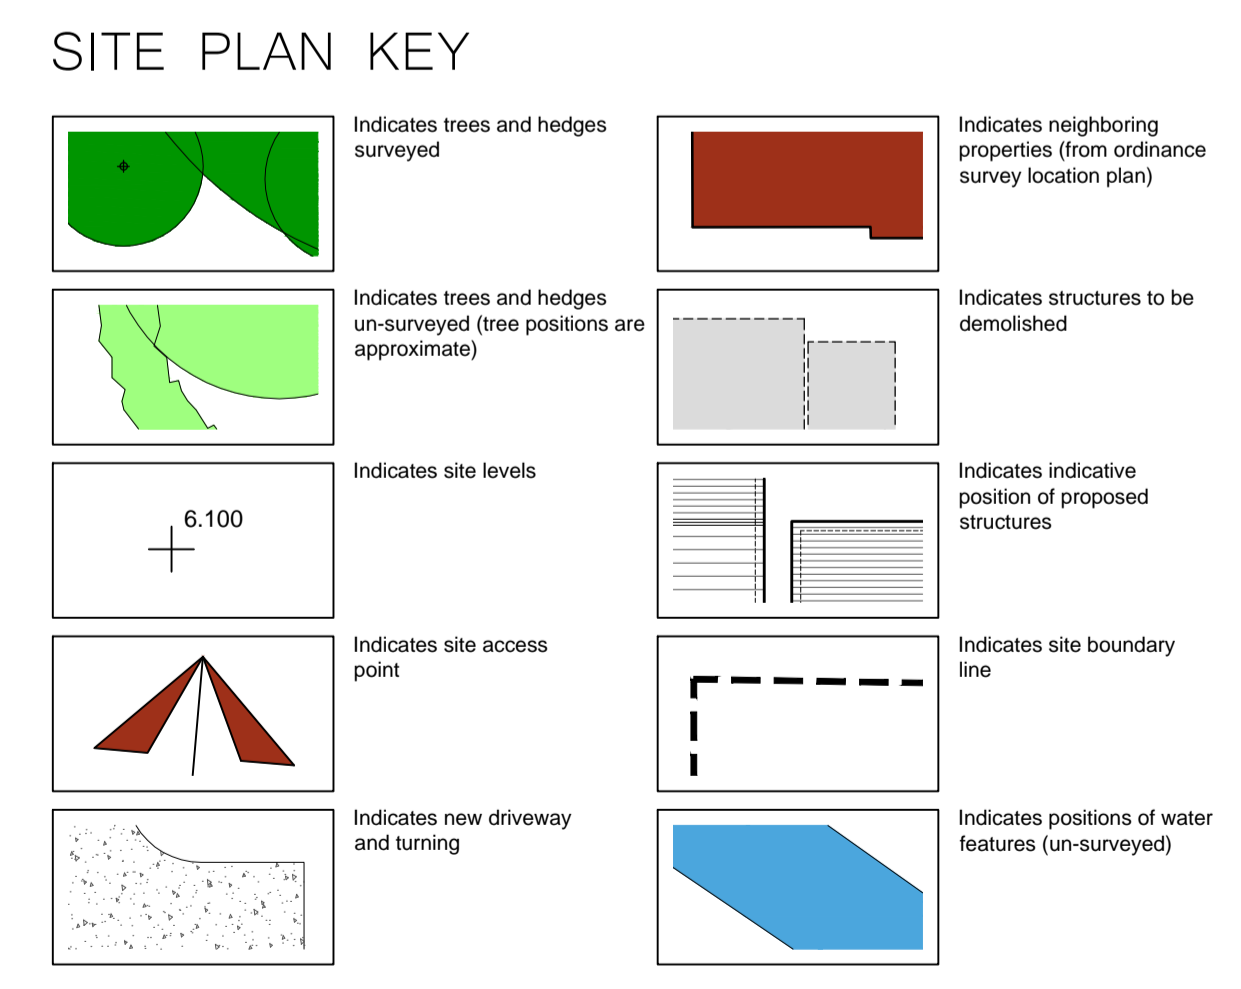 SITE PLAN KEY
Indicates trees and hedges
surveyed
Indicates neighboring
properties (from ordinance
survey location plan)
Indicates trees and hedges
un-surveyed (tree positions are
approximate)
Indicates structures to be
demolished
6.100
Indicates site levels
Indicates indicative
position of proposed
structures
Indicates site access
point
Indicates site boundary
line
Indicates new driveway
and turning
Indicates positions of water
features (un-surveyed)